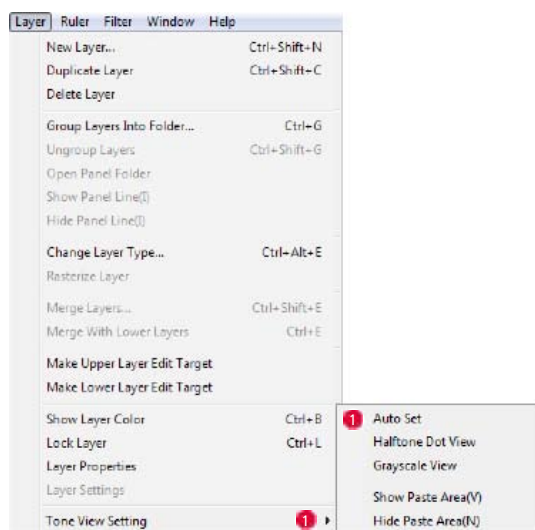 Layer Ruler Filter Window Help
New Layer... Ctrl+Shift+N
Duplicate Layer Ctrl+Shift+C
Delete Layer
Group Layers Into Folder... Ctrl+G
Ungroup Layers Ctrl+Shift+G
Open Panel Folder
Show Panel Line(I)
Hide Panel Line(J)
Change Layer Type... Ctrl+Alt+E
Rasterize Layer
Merge Layers... Ctrl+Shift+E
Merge With Lower Layers Ctrl+E
Make Upper Layer Edit Target
Make Lower Layer Edit Target
Show Layer Color Ctrl+B
Lock Layer Ctrl+L
Layer Properties
Layer Settings
Tone View Setting 1
1 Auto Set
Halftone Dot View
Grayscale View
Show Paste Area(V)
Hide Paste Area(N)